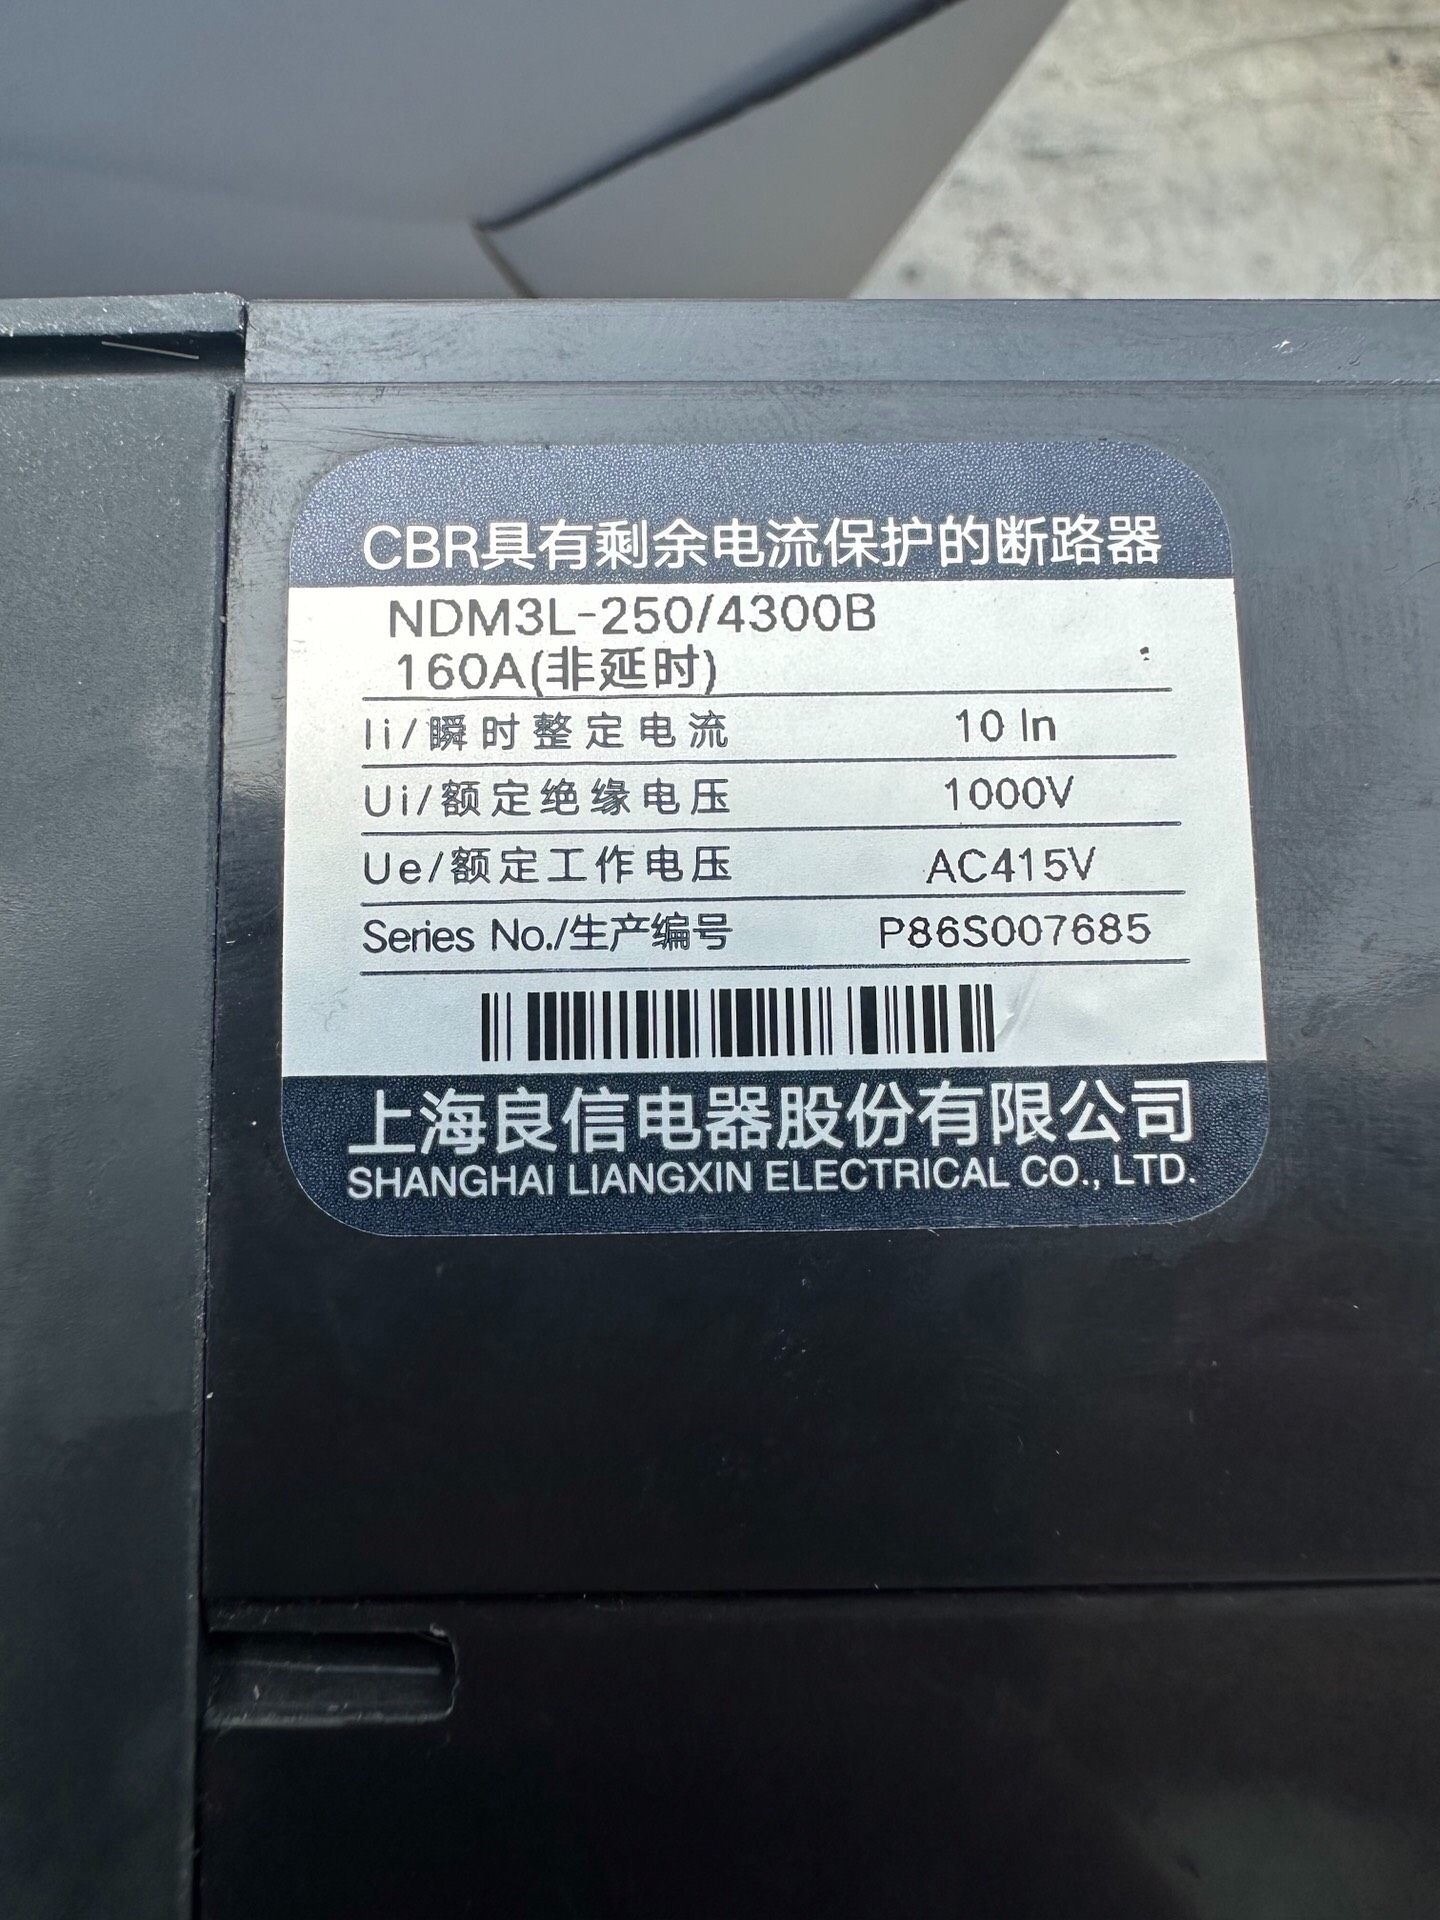 CBR具有剩余电流保护的断路器
NDM3L-250/4300B
160A(非延时)
Ii/瞬时整定电流 10 In
Ui/额定绝缘电压 1000V
Ue/额定工作电压 AC415V
Series No./生产编号 P86S007685
上海良信电器股份有限公司
SHANGHAI LIANGXIN ELECTRICAL CO., LTD.